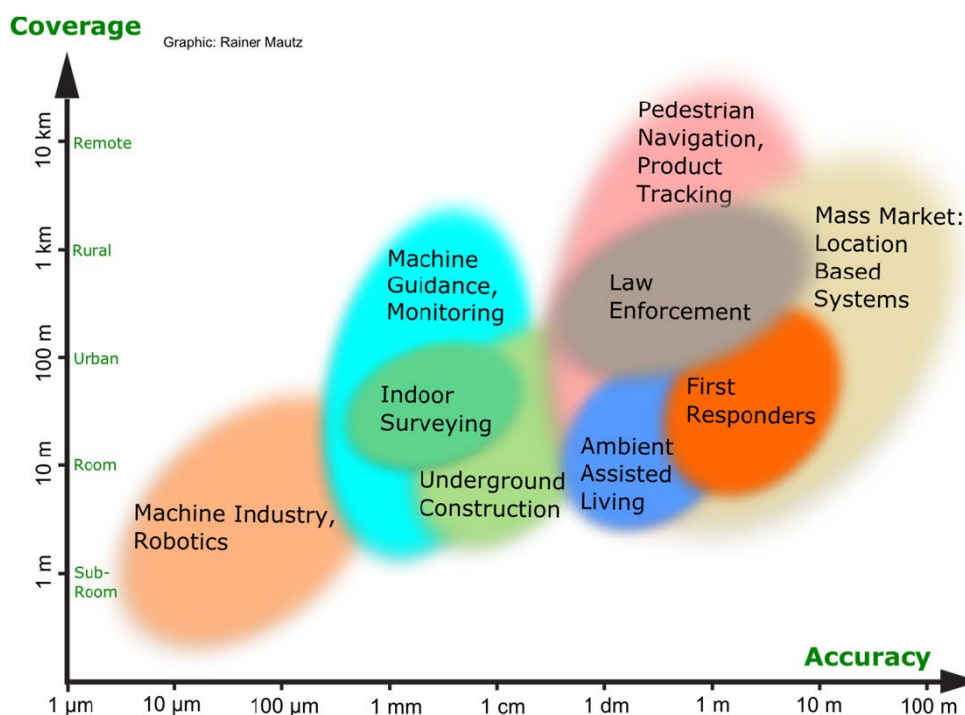 Coverage
Graphic: Rainer Mautz
10 km
1 km
100 m
10 m
1 m
Remote
Rural
Urban
Room
Sub-
Room
Pedestrian
Navigation,
Product
Tracking
Mass Market:
Location
Based
Systems
Machine
Guidance,
Monitoring
Law
Enforcement
Indoor
Surveying
First
Responders
Ambient
Assisted
Living
Underground
Construction
Machine Industry,
Robotics
Accuracy
1 µm
10 µm
100 µm
1 mm
1 cm
1 dm
1 m
10 m
100 m